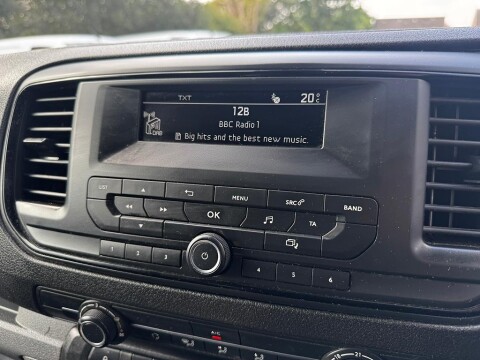 TXT 20°C
12B
BBC Radio 1
Big hits and the best new music.
LIST MENU SRC BAND
OK TA
1 2 3 4 5 6
A/C